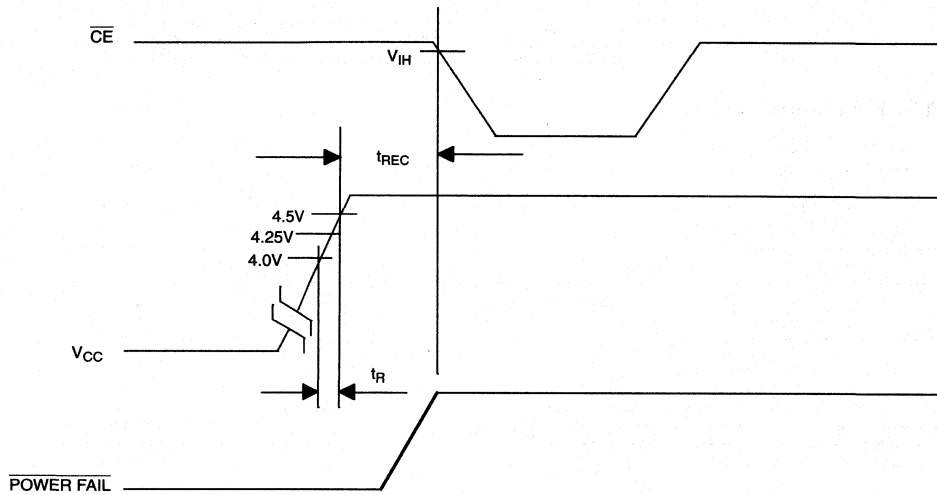 CE
VIH
tREC
4.5V
4.25V
4.0V
VCC
tR
POWER FAIL